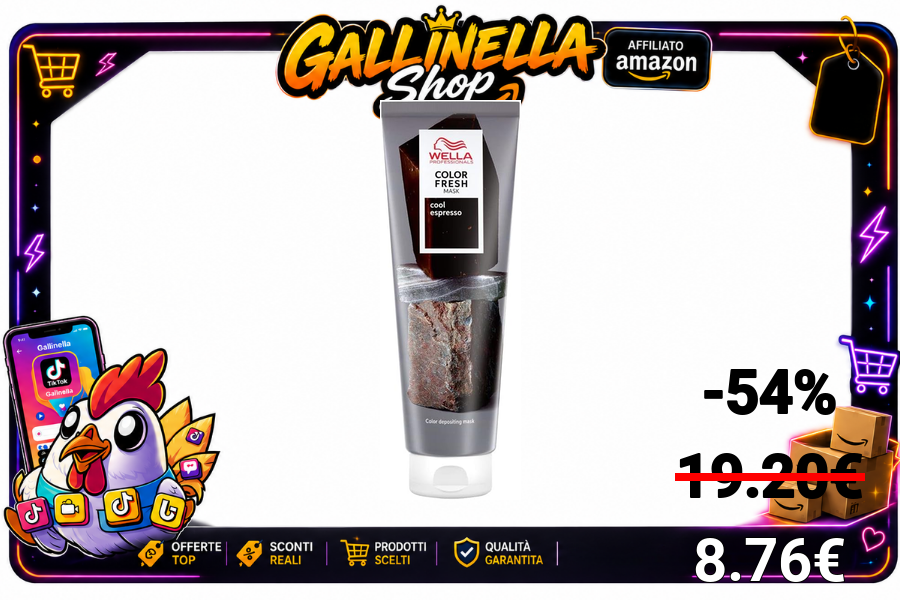 GALLINELLA
Shop
AFFILIATO
amazon
WELLA
PROFESSIONALS
COLOR
FRESH
MASK
cool
espresso
Color depositing mask
Gallinella
TikTok
Gallinella
-54%
19.20€
8.76€
OFFERTE
TOP
SCONTI
REALI
PRODOTTI
SCELTI
QUALITÀ
GARANTITA